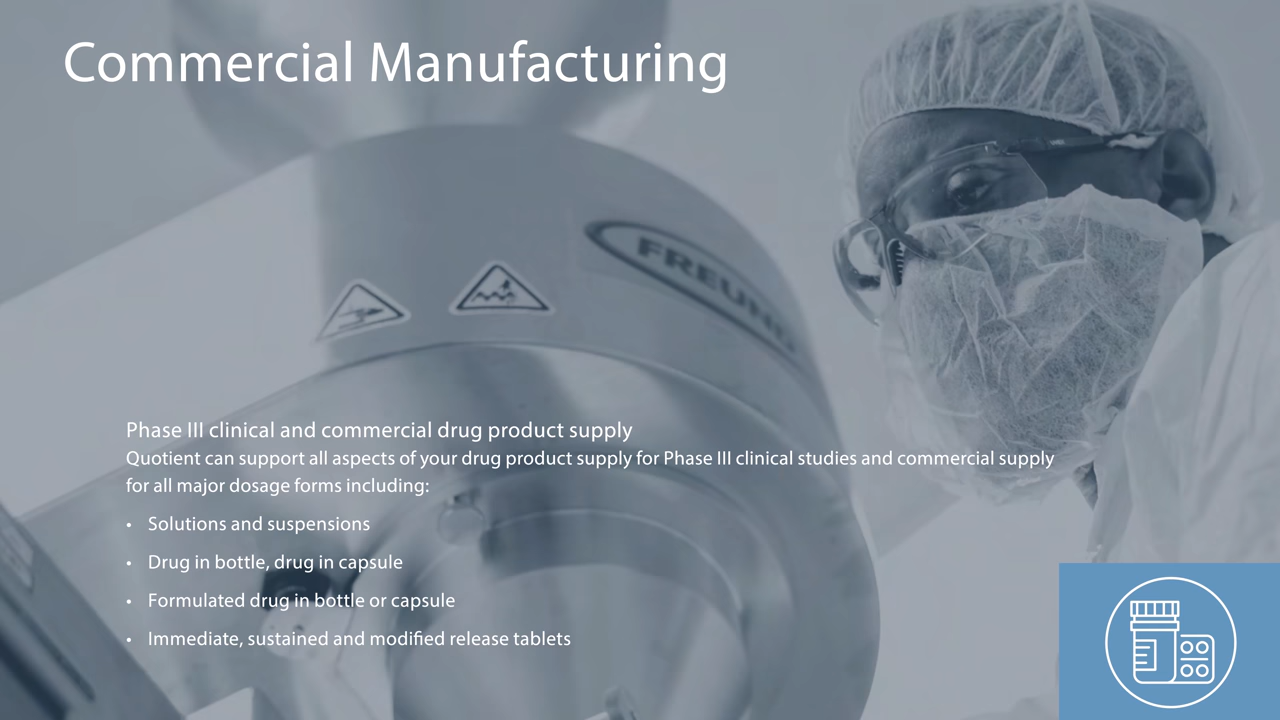 Commercial Manufacturing
FREUND
Phase III clinical and commercial drug product supply
Quotient can support all aspects of your drug product supply for Phase III clinical studies and commercial supply
for all major dosage forms including:
• Solutions and suspensions
• Drug in bottle, drug in capsule
• Formulated drug in bottle or capsule
• Immediate, sustained and modified release tablets